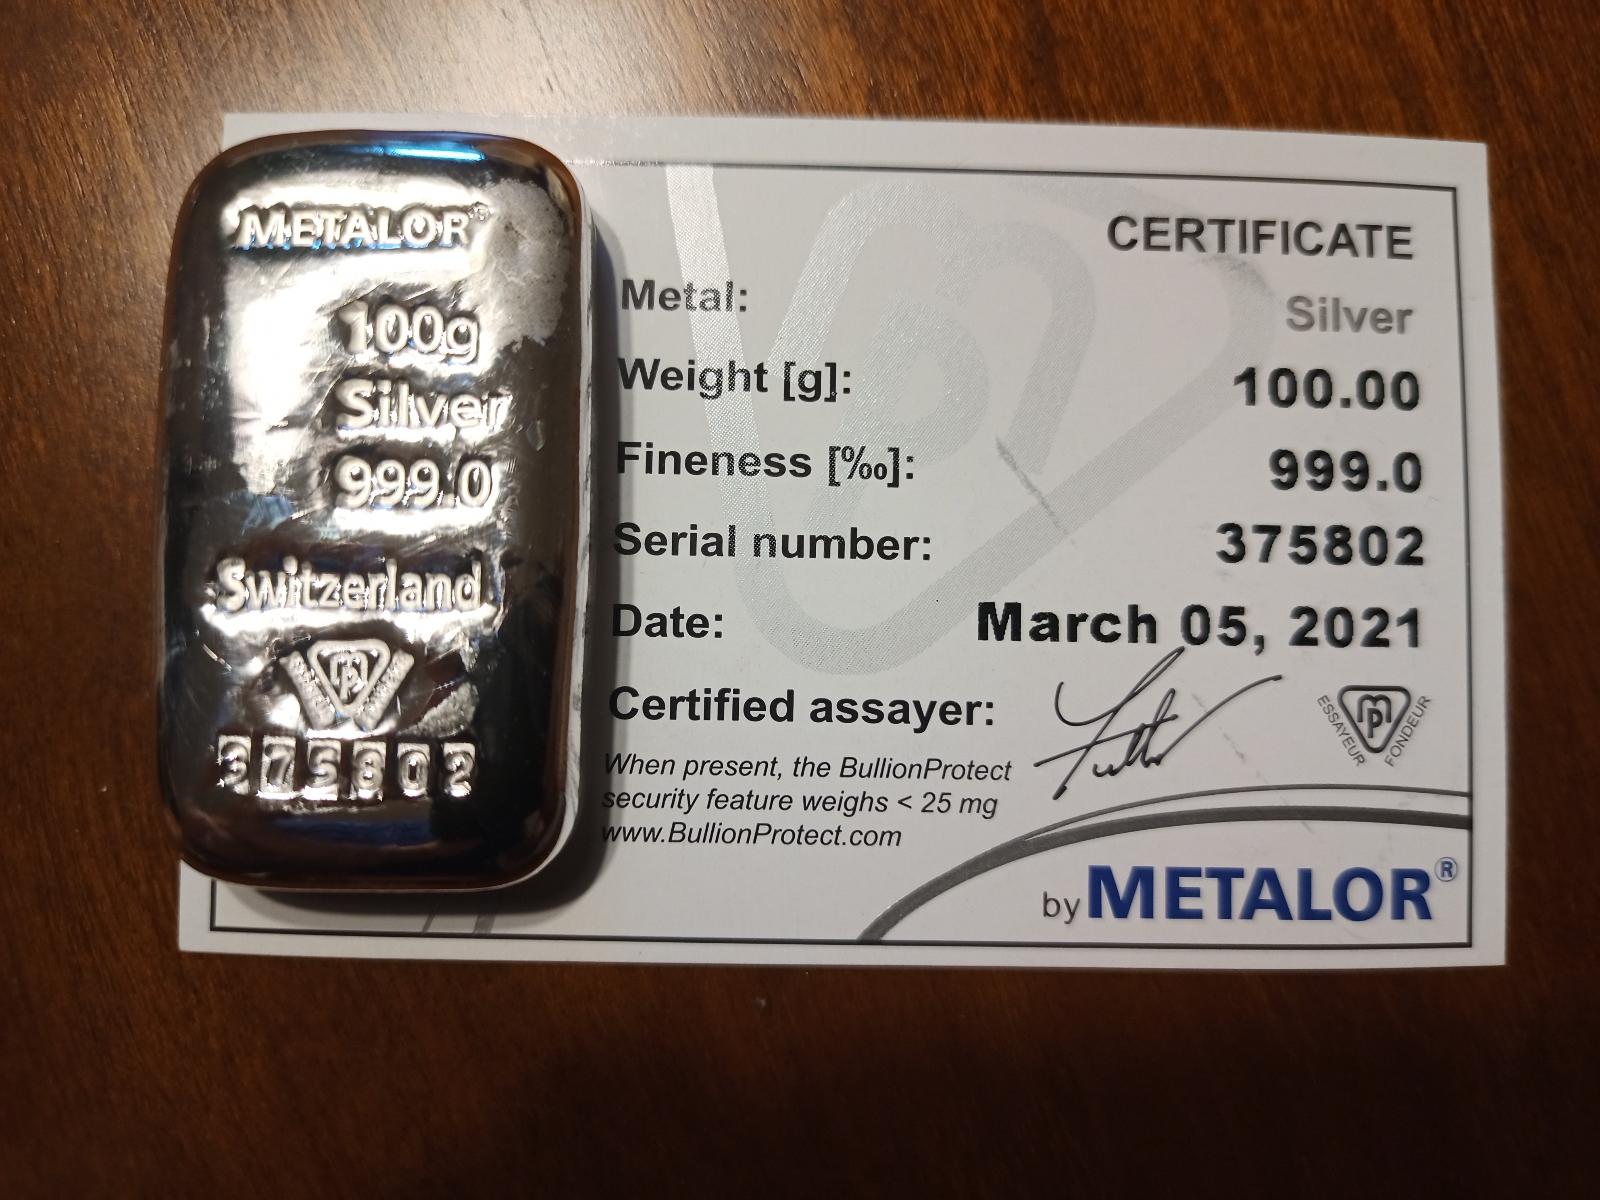 METALOR®
100g
Silver
999.0
Switzerland
MP
375802
CERTIFICATE
Metal: Silver
Weight [g]: 100.00
Fineness [‰]: 999.0
Serial number: 375802
Date: March 05, 2021
Certified assayer:
ESSAYEUR FONDEUR
MP
When present, the BullionProtect
security feature weighs < 25 mg
www.BullionProtect.com
by METALOR®